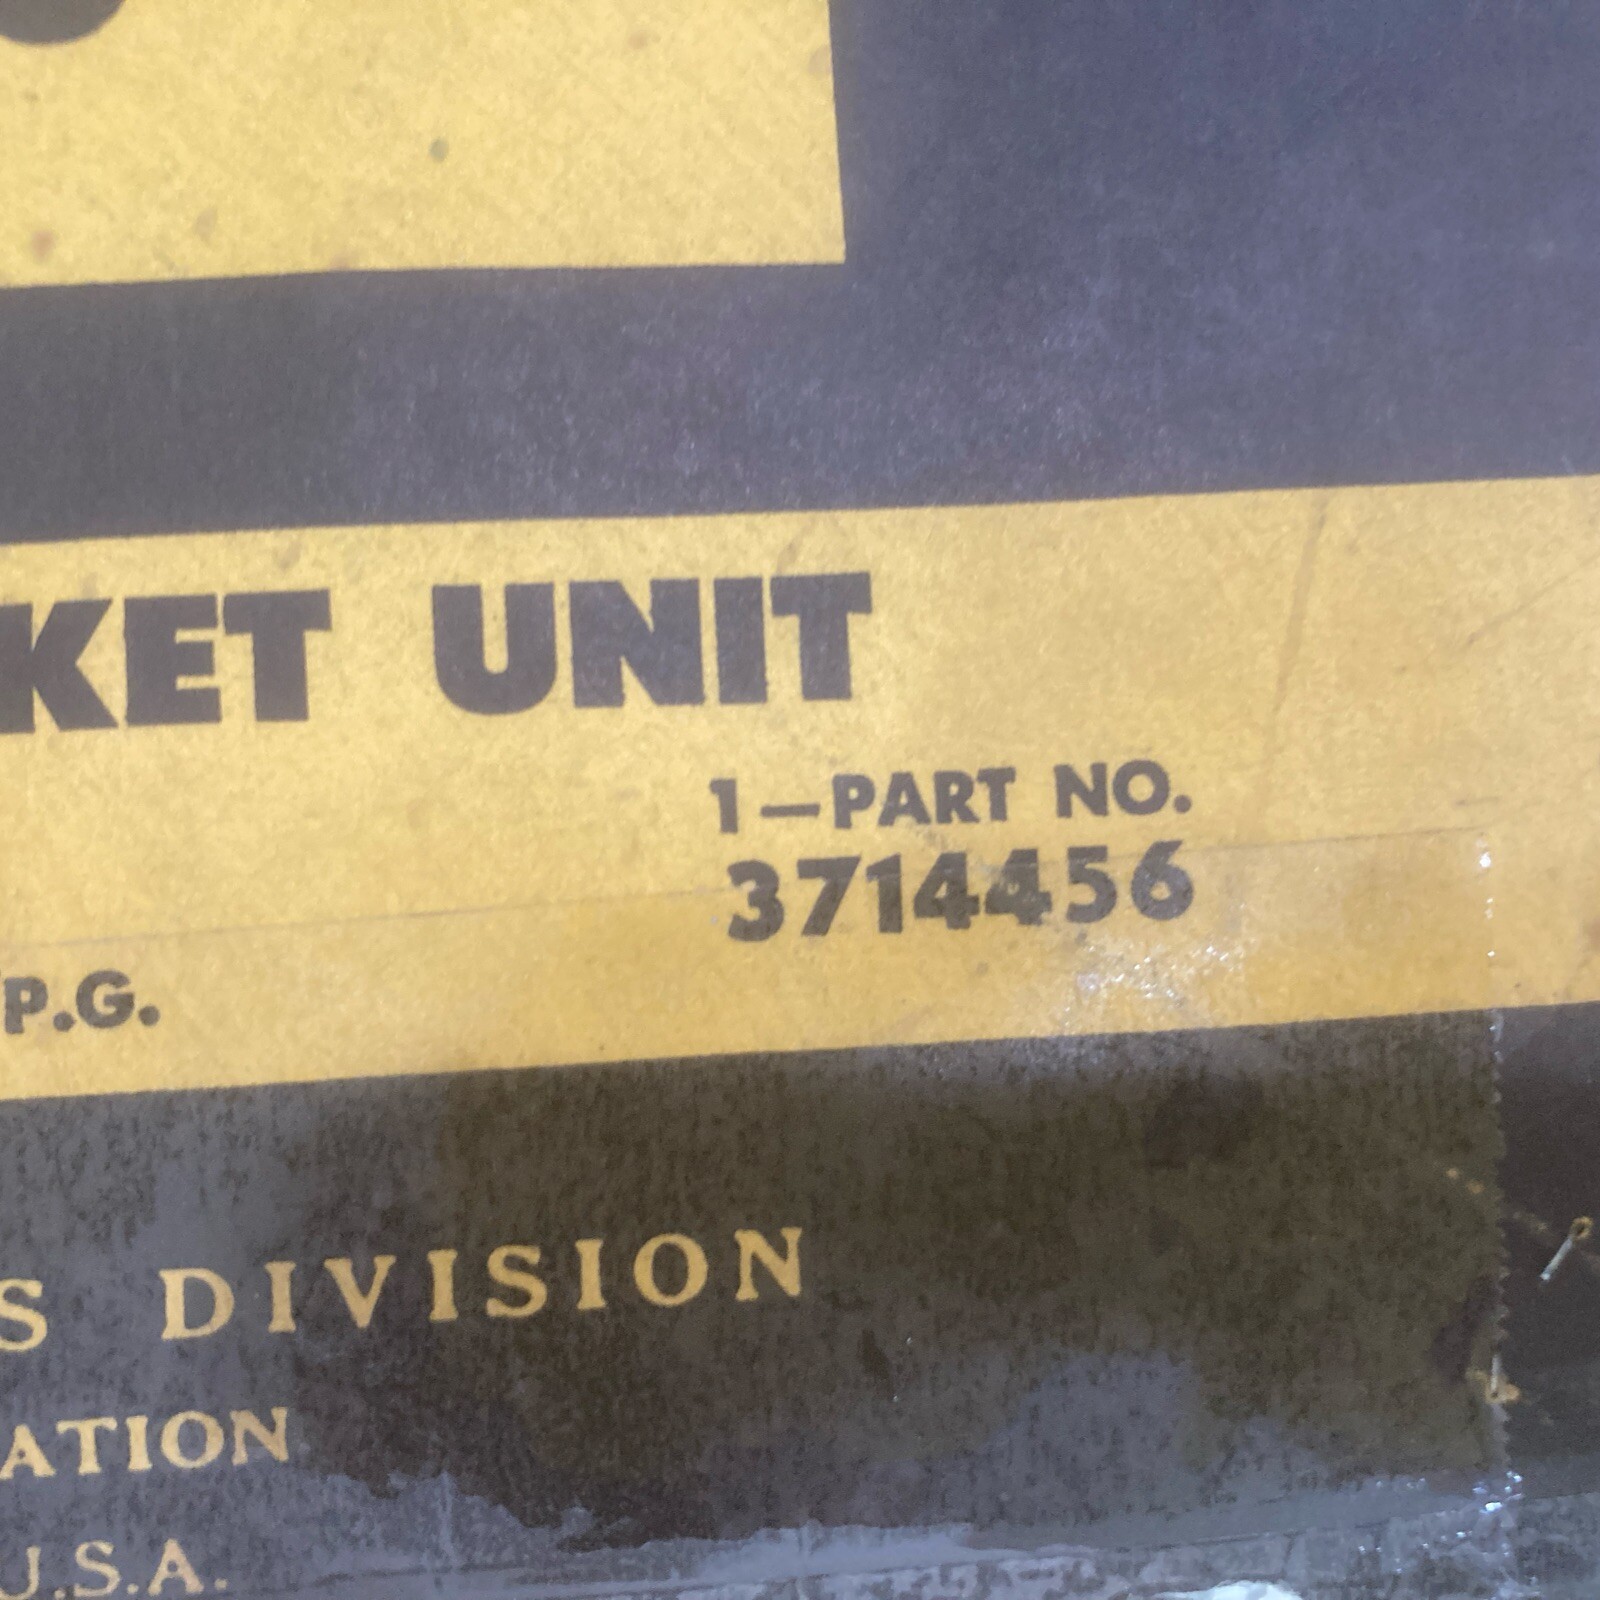 KET UNIT
1—PART NO.
3714456
P.G.
S DIVISION
ATION
U.S.A.